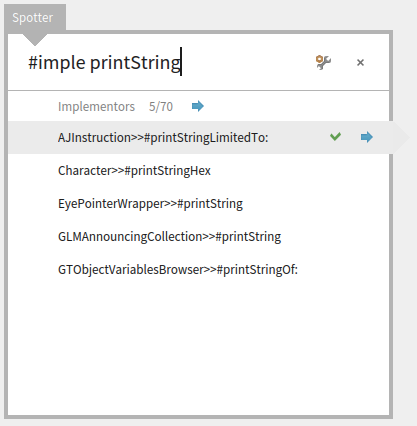 Spotter
#imple printString
Implementors 5/70
AJInstruction>>#printStringLimitedTo:
Character>>#printStringHex
EyePointerWrapper>>#printString
GLMAnnouncingCollection>>#printString
GTObjectVariablesBrowser>>#printStringOf: